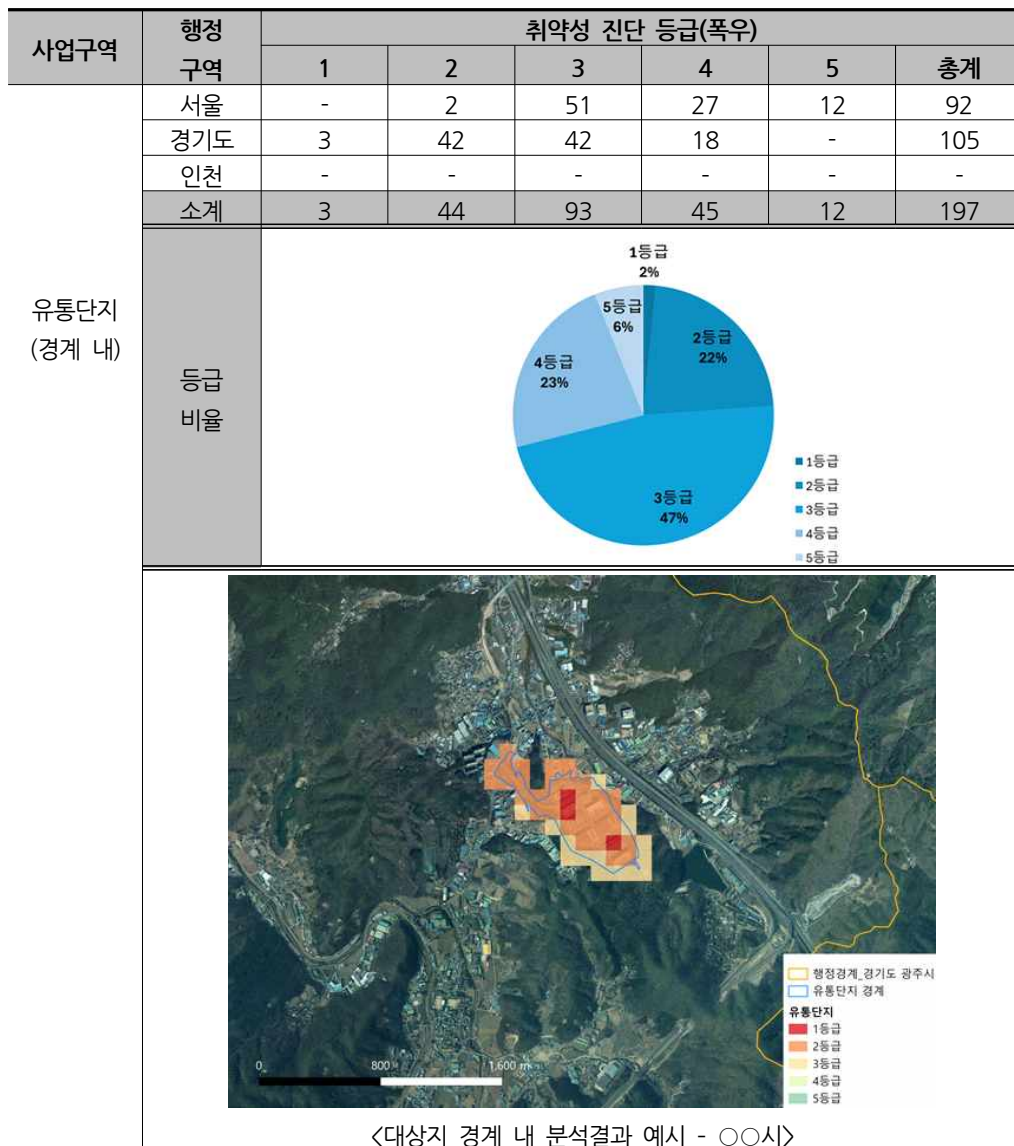 사업구역 행정 구역 취약성 진단 등급(폭우)
1 2 3 4 5 총계
서울 - 2 51 27 12 92
경기도 3 42 42 18 - 105
인천 - - - - - -
소계 3 44 93 45 12 197
유통단지
(경계 내)
등급
비율
1등급
2%
5등급
6%
2등급
22%
4등급
23%
3등급
47%
1등급
2등급
3등급
4등급
5등급
행정경계_경기도 광주시
유통단지 경계
유통단지
1등급
2등급
3등급
4등급
5등급
0 800 1,600 m
<대상지 경계 내 분석결과 예시 - ○○시>